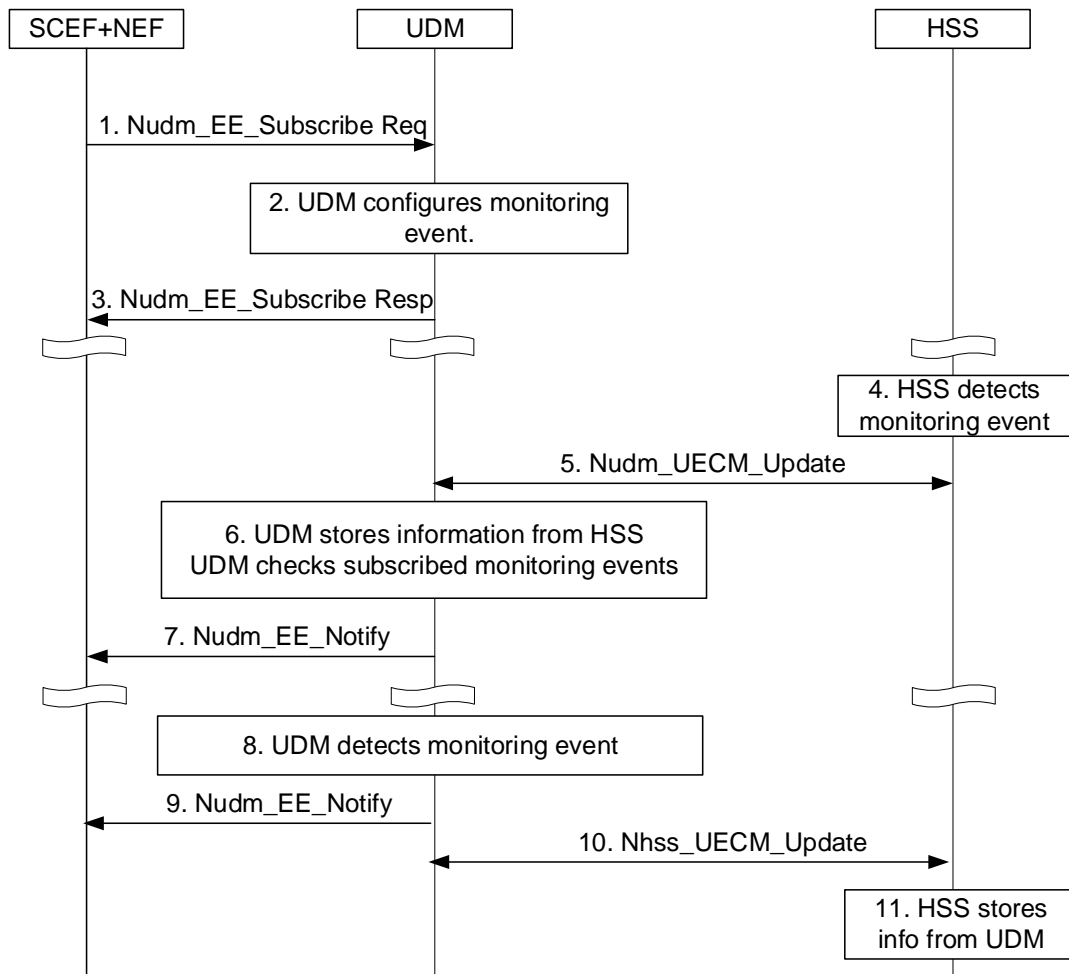 SCEF+NEF
UDM
HSS
1. Nudm_EE_Subscribe Req
2. UDM configures monitoring
event.
3. Nudm_EE_Subscribe Resp
4. HSS detects
monitoring event
5. Nudm_UECM_Update
6. UDM stores information from HSS
UDM checks subscribed monitoring events
7. Nudm_EE_Notify
8. UDM detects monitoring event
9. Nudm_EE_Notify
10. Nhss_UECM_Update
11. HSS stores
info from UDM